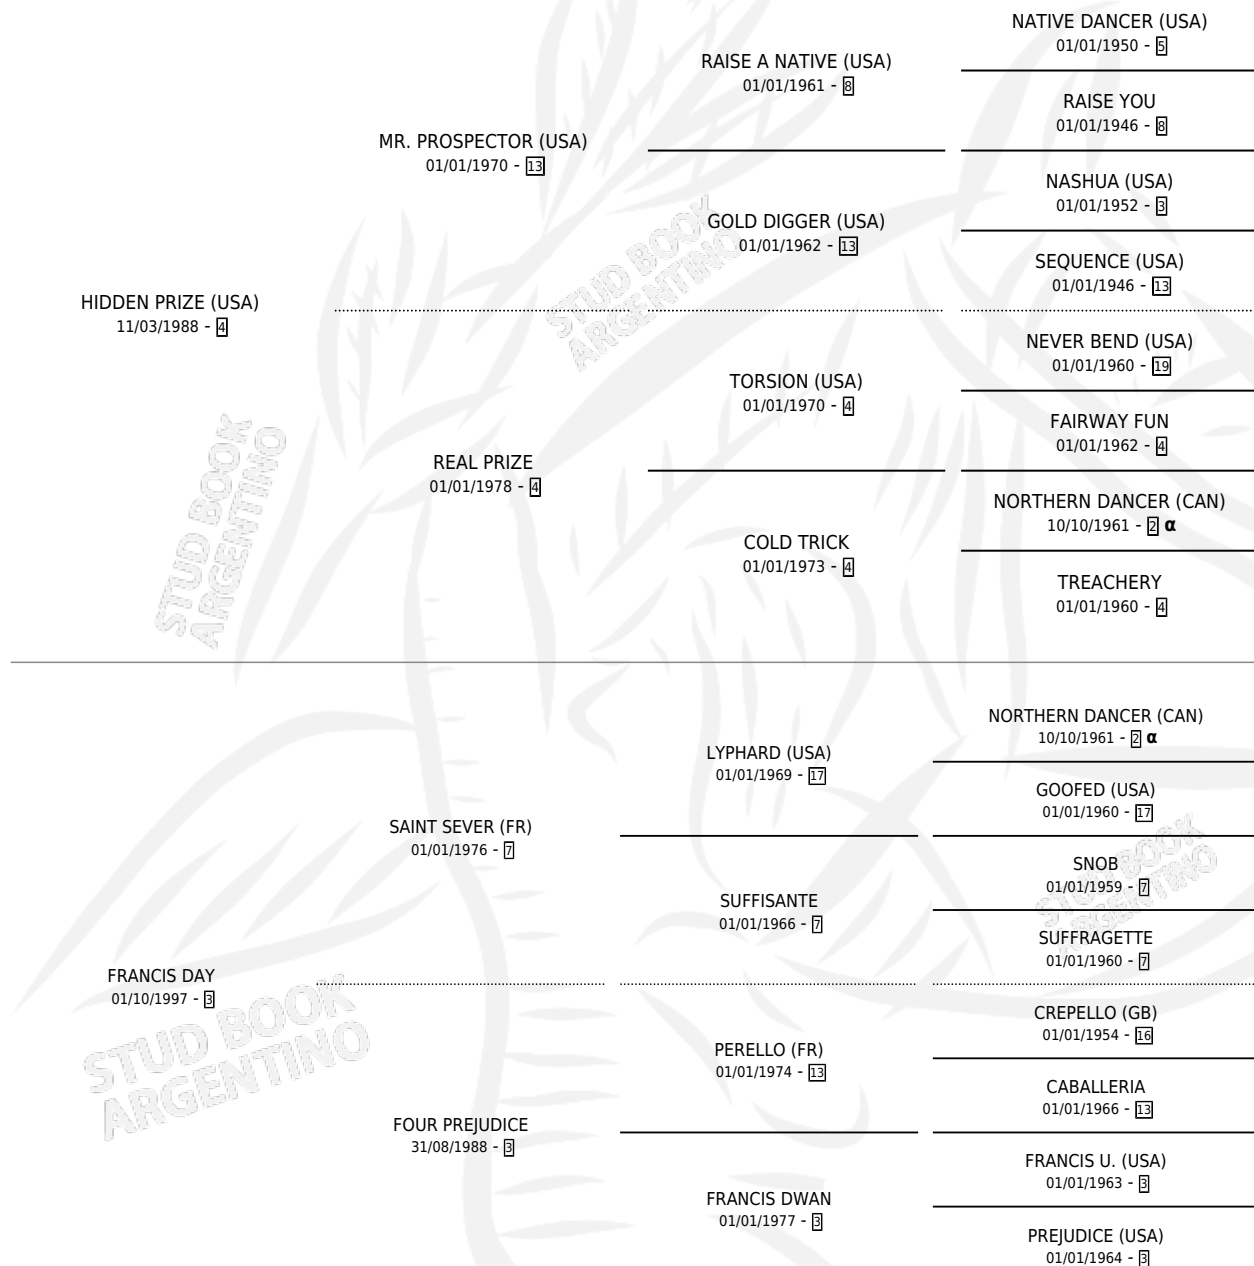 NATIVE DANCER (USA)
01/01/1950 - 5
RAISE A NATIVE (USA)
01/01/1961 - 8
RAISE YOU
01/01/1946 - 8
MR. PROSPECTOR (USA)
01/01/1970 - 13
NASHUA (USA)
01/01/1952 - 3
GOLD DIGGER (USA)
01/01/1962 - 13
SEQUENCE (USA)
01/01/1946 - 13
HIDDEN PRIZE (USA)
11/03/1988 - 4
NEVER BEND (USA)
01/01/1960 - 19
TORSION (USA)
01/01/1970 - 4
FAIRWAY FUN
01/01/1962 - 4
REAL PRIZE
01/01/1978 - 4
NORTHERN DANCER (CAN)
10/10/1961 - 2 α
COLD TRICK
01/01/1973 - 4
TREACHERY
01/01/1960 - 4
NORTHERN DANCER (CAN)
10/10/1961 - 2 α
LYPHARD (USA)
01/01/1969 - 17
GOOFED (USA)
01/01/1960 - 17
SAINT SEVER (FR)
01/01/1976 - 7
SNOB
01/01/1959 - 7
SUFFISANTE
01/01/1966 - 7
SUFFRAGETTE
01/01/1960 - 7
FRANCIS DAY
01/10/1997 - 3
CREPELLO (GB)
01/01/1954 - 16
PERELLO (FR)
01/01/1974 - 13
CABALLERIA
01/01/1966 - 13
FOUR PREJUDICE
31/08/1988 - 3
FRANCIS U. (USA)
01/01/1963 - 3
FRANCIS DWAN
01/01/1977 - 3
PREJUDICE (USA)
01/01/1964 - 3
STUD BOOK
ARGENTINO
STUD BOOK
ARGENTINO
STUD BOOK
ARGENTINO
STUD BOOK
ARGENTINO